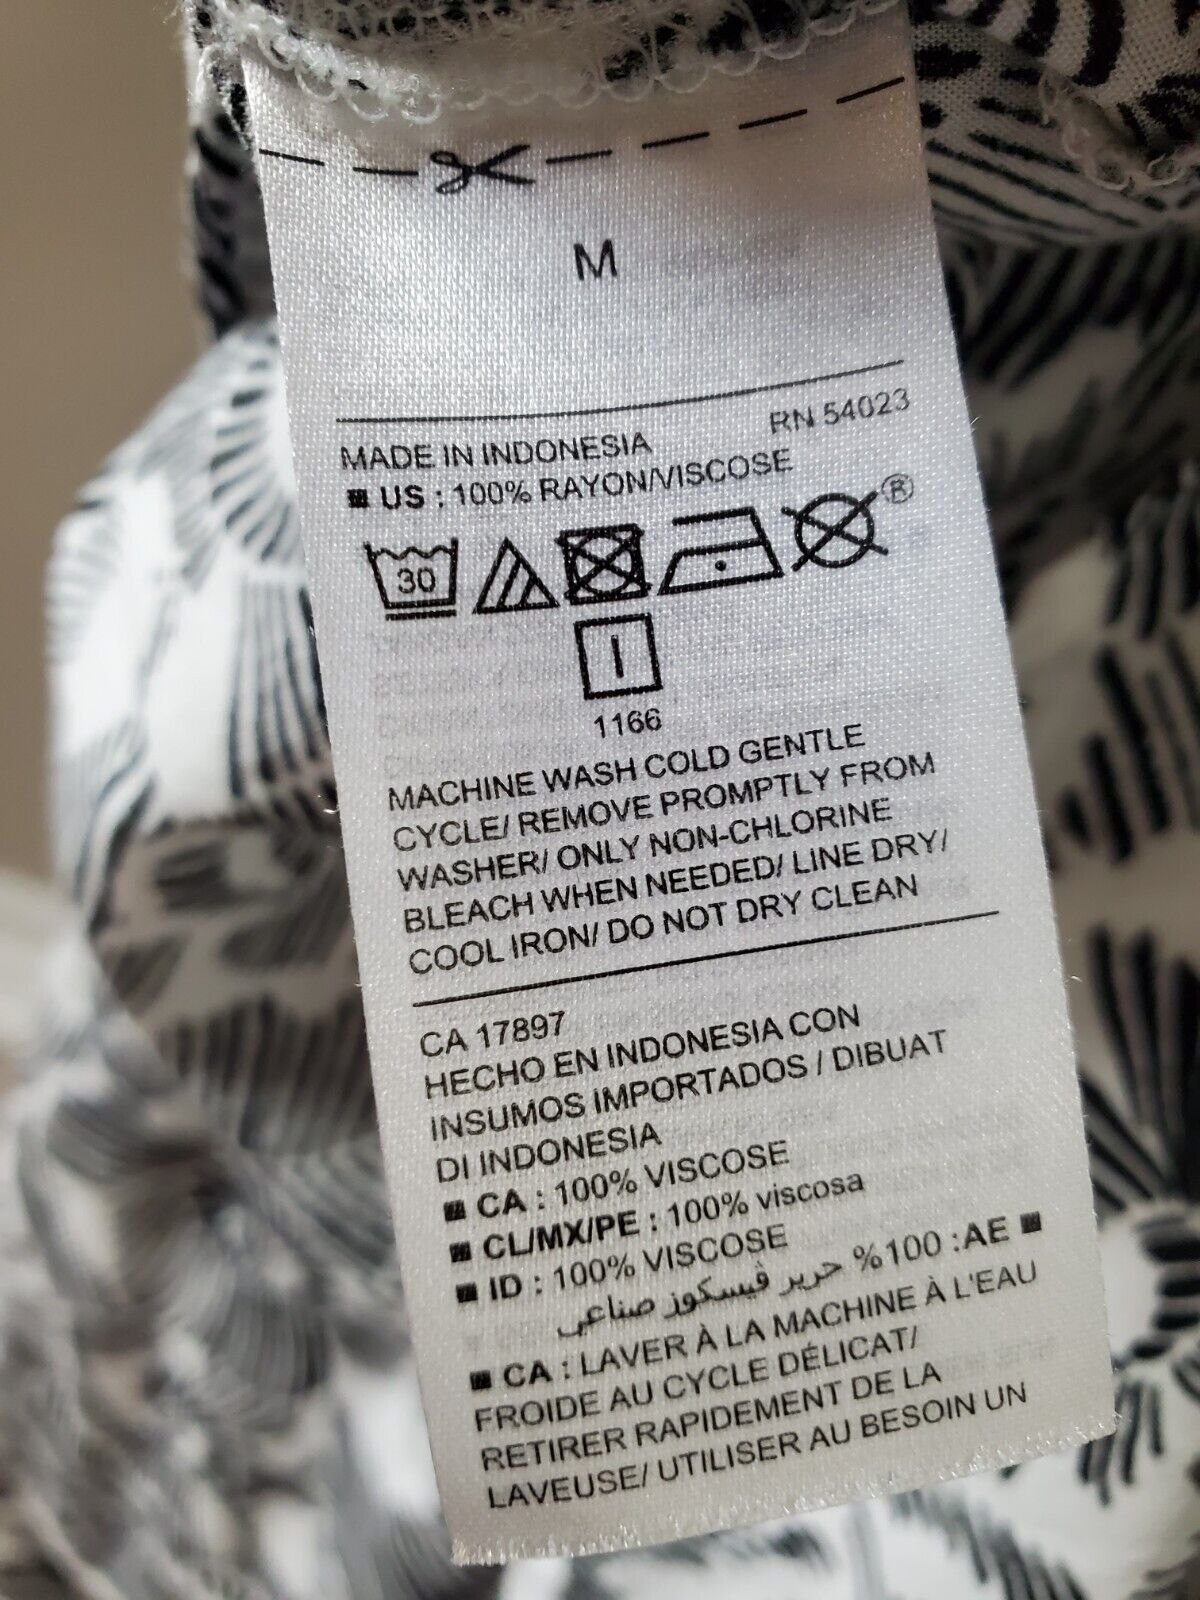 M
RN 54023
MADE IN INDONESIA
US : 100% RAYON/VISCOSE
®
30
I
1166
MACHINE WASH COLD GENTLE
CYCLE/ REMOVE PROMPTLY FROM
WASHER/ ONLY NON-CHLORINE
BLEACH WHEN NEEDED/ LINE DRY/
COOL IRON/ DO NOT DRY CLEAN
CA 17897
HECHO EN INDONESIA CON
INSUMOS IMPORTADOS / DIBUAT
DI INDONESIA
CA : 100% VISCOSE
CL/MX/PE : 100% viscosa
ID : 100% VISCOSE
AE: 100% حرير ڤيسكوز
صناعي
CA : LAVER À LA MACHINE À L'EAU
FROIDE AU CYCLE DÉLICAT/
RETIRER RAPIDEMENT DE LA
LAVEUSE/ UTILISER AU BESOIN UN